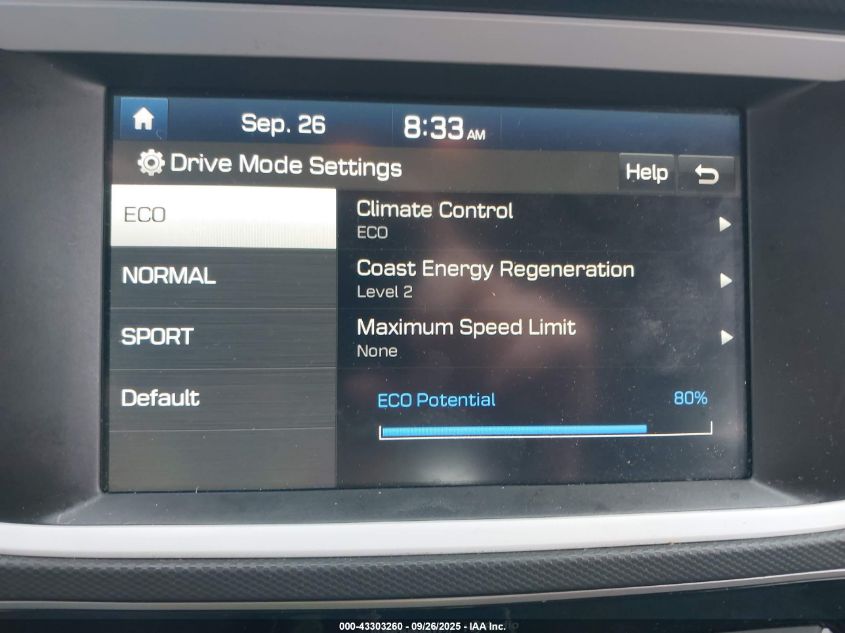 Sep. 26
8:33 AM
Drive Mode Settings
Help
ECO
NORMAL
SPORT
Default
Climate Control
ECO
Coast Energy Regeneration
Level 2
Maximum Speed Limit
None
ECO Potential
80%
000-43303260 - 09/26/2025 - IAA Inc.